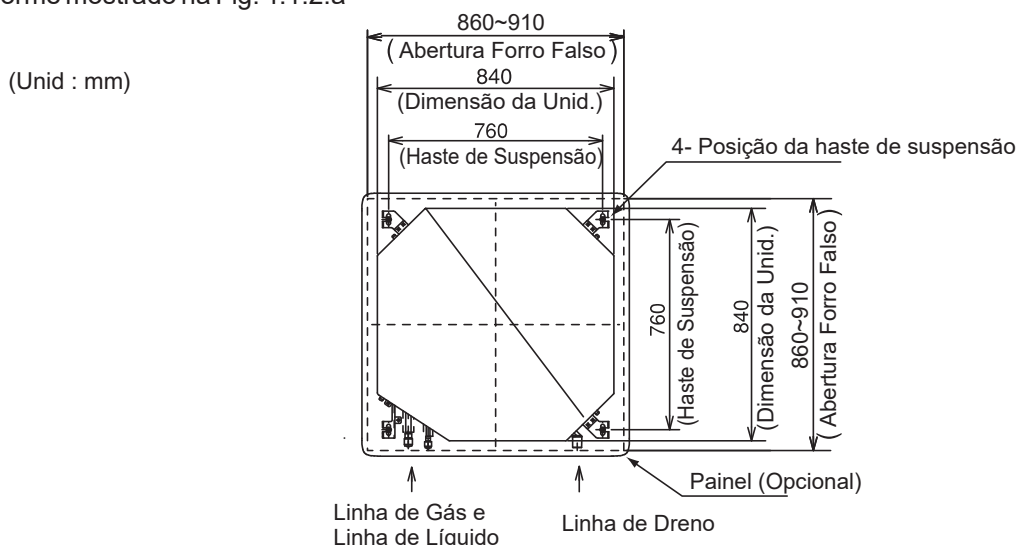 conforme mostrado na Fig. 4.1.2.a
(Unid : mm)
860~910
( Abertura Forro Falso )
840
(Dimensão da Unid.)
760
(Haste de Suspensão)
4- Posição da haste de suspensão
760
(Haste de Suspensão)
840
(Dimensão da Unid.)
860~910
( Abertura Forro Falso )
Painel (Opcional)
Linha de Gás e
Linha de Líquido
Linha de Dreno